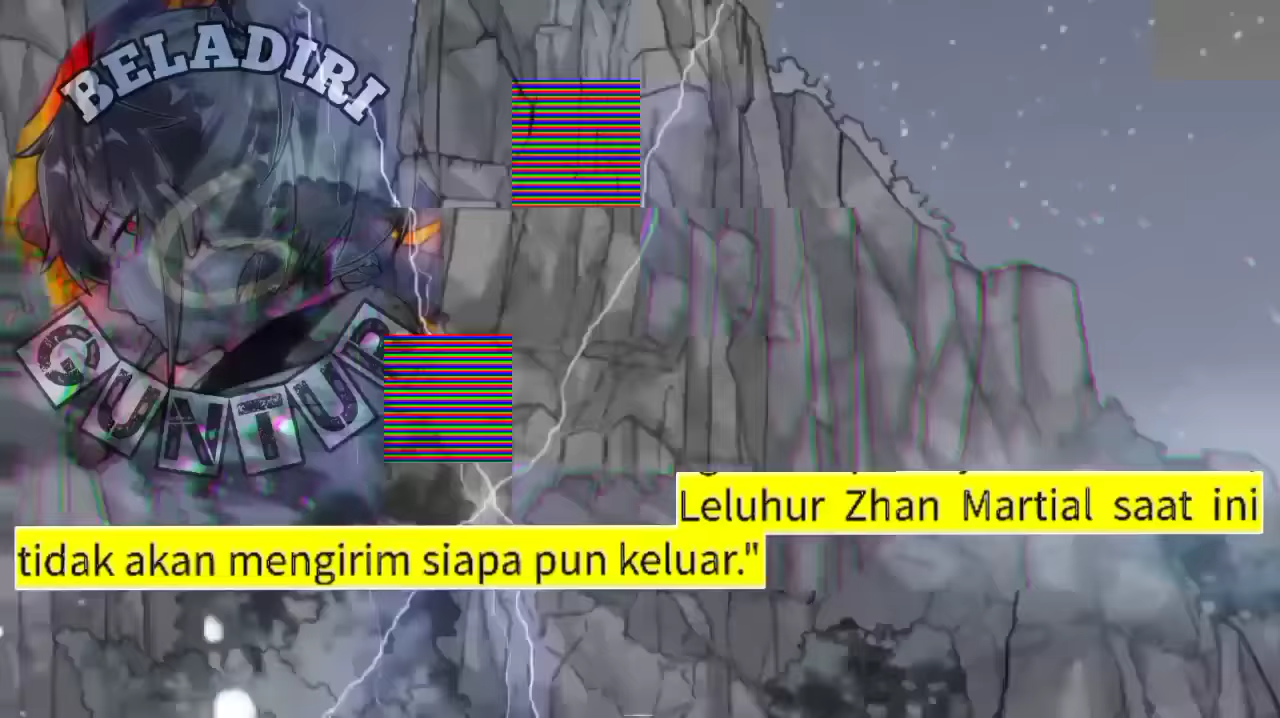 BELADIRI
GUNTUR
Leluhur Zhan Martial saat ini
tidak akan mengirim siapa pun keluar."